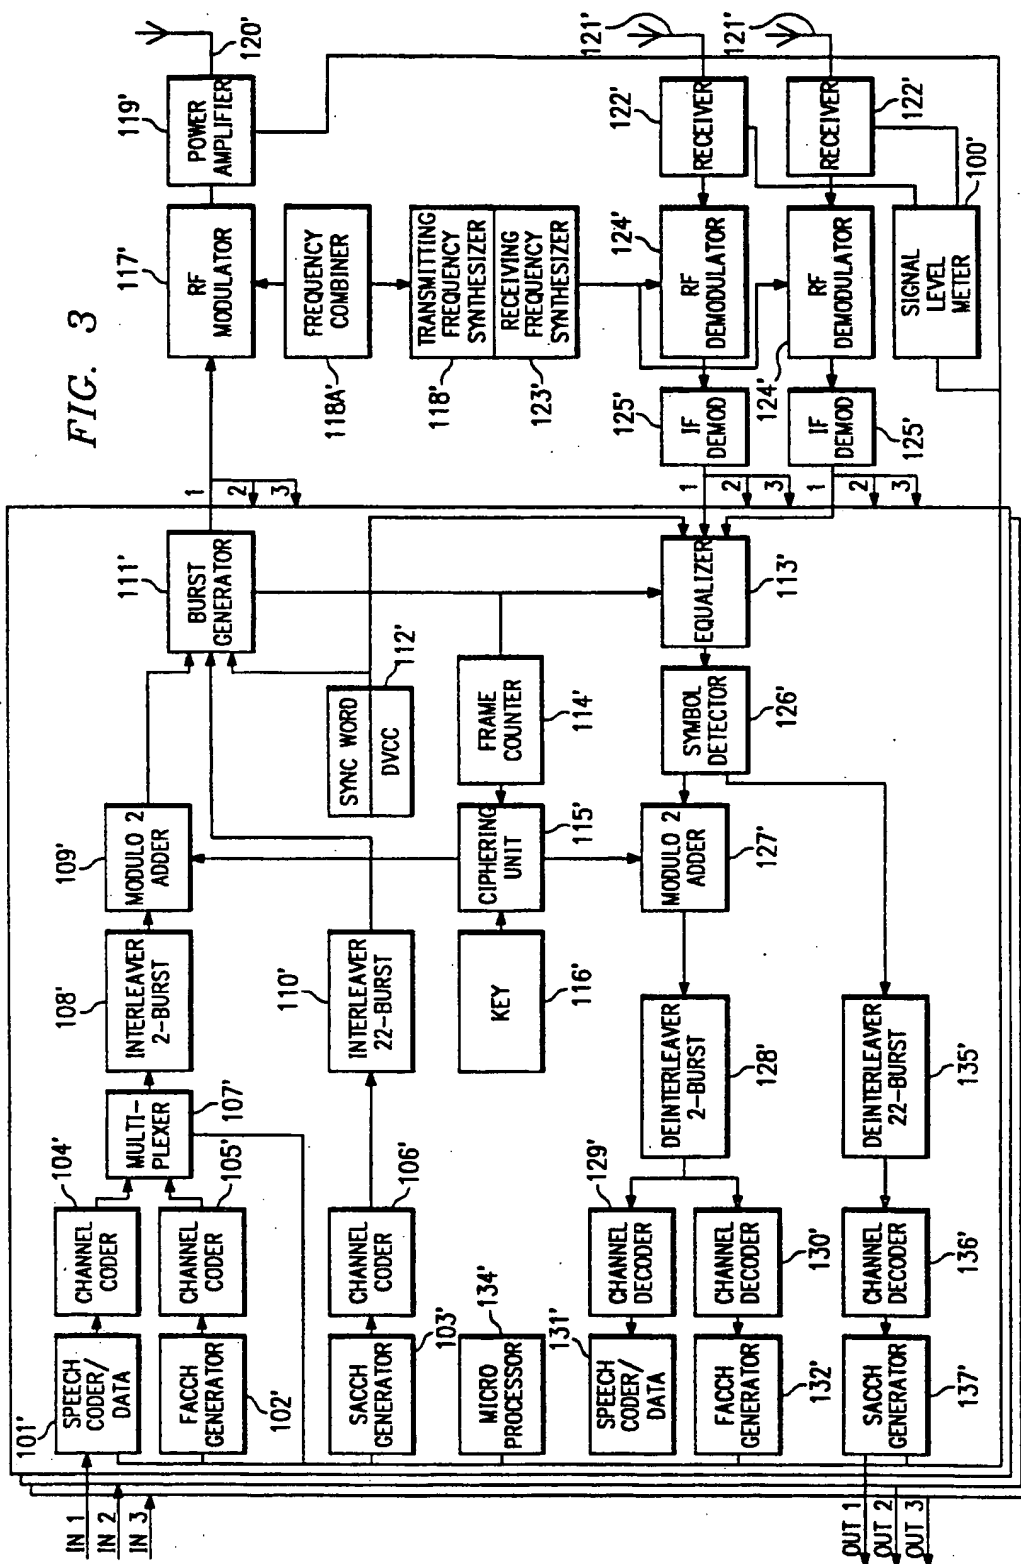 FIG. 3
IN 1
IN 2
IN 3
101'
SPEECH
CODER/
DATA
104'
CHANNEL
CODER
FACCH
GENERATOR
102'
CHANNEL
CODER
105'
MULTI-
PLEXER
107'
108'
INTERLEAVER
2-BURST
109'
MODULO 2
ADDER
111'
BURST
GENERATOR
1
2
3
117'
RF
MODULATOR
119'
POWER
AMPLIFIER
120'
SACCH
GENERATOR
103'
CHANNEL
CODER
106'
110'
INTERLEAVER
22-BURST
SYNC WORD
DVCC
112'
FREQUENCY
COMBINER
118A'
MICRO
PROCESSOR
134'
KEY
116'
CIPHERING
UNIT
115'
FRAME
COUNTER
114'
TRANSMITTING
FREQUENCY
SYNTHESIZER
118'
RECEIVING
FREQUENCY
SYNTHESIZER
123'
131'
SPEECH
CODER/
DATA
129'
CHANNEL
DECODER
FACCH
GENERATOR
132'
CHANNEL
DECODER
130'
DEINTERLEAVER
2-BURST
128'
MODULO 2
ADDER
127'
SYMBOL
DETECTOR
126'
EQUALIZER
113'
1
2
3
125'
IF
DEMOD
124'
RF
DEMODULATOR
122'
RECEIVER
121'
1
2
3
IF
DEMOD
125'
124'
RF
DEMODULATOR
RECEIVER
122'
121'
SACCH
GENERATOR
137'
CHANNEL
DECODER
136'
DEINTERLEAVER
22-BURST
135'
SIGNAL
LEVEL
METER
100'
OUT 1
OUT 2
OUT 3